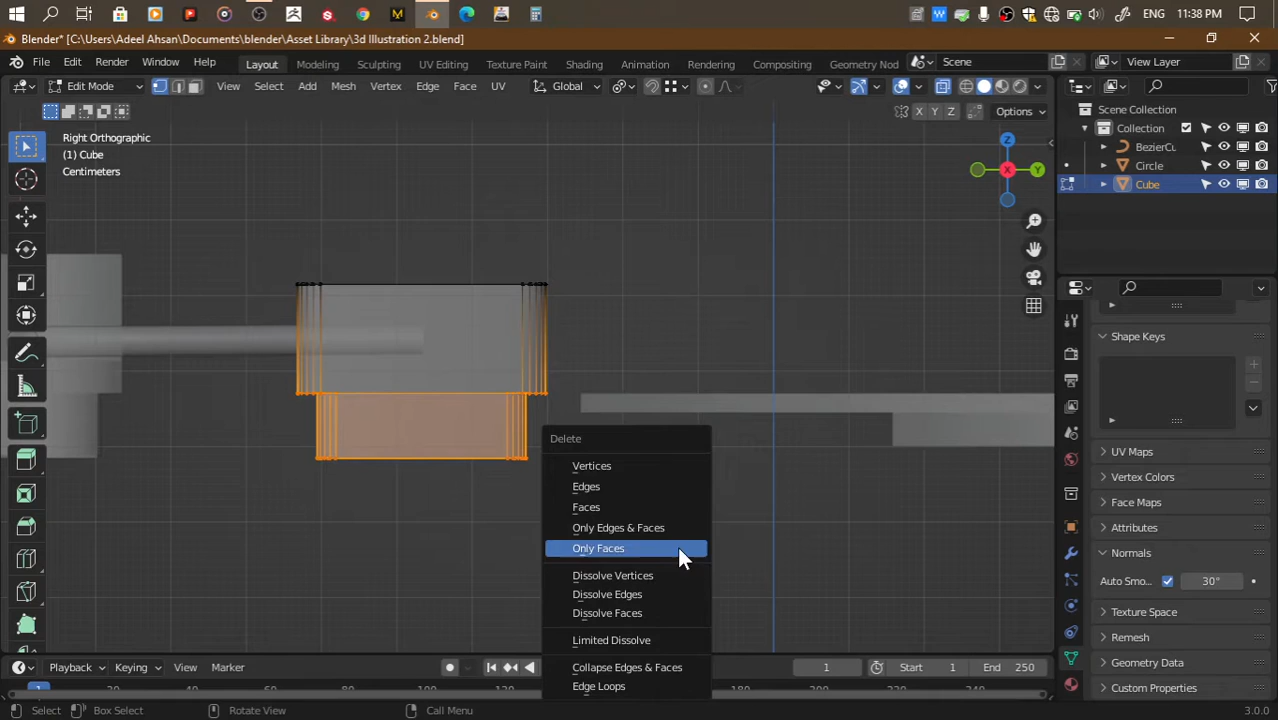 ENG 11:38 PM
Blender* [C:\Users\Adeel Ahsan\Documents\blender\Asset Library\3d Illustration 2.blend]
File Edit Render Window Help Layout Modeling Sculpting UV Editing Texture Paint Shading Animation Rendering Compositing Geometry Nod Scene View Layer
Edit Mode View Select Add Mesh Vertex Edge Face UV Global
X Y Z Options
Right Orthographic
(1) Cube
Centimeters
Z
Y
X
Scene Collection
Collection
BezierCu
Circle
Cube
Shape Keys
UV Maps
Vertex Colors
Face Maps
Attributes
Normals
Auto Smo... 30°
Texture Space
Remesh
Geometry Data
Custom Properties
Delete
Vertices
Edges
Faces
Only Edges & Faces
Only Faces
Dissolve Vertices
Dissolve Edges
Dissolve Faces
Limited Dissolve
Collapse Edges & Faces
Edge Loops
Playback Keying View Marker 1 Start 1 End 250
Select Box Select Rotate View Call Menu 3.0.0